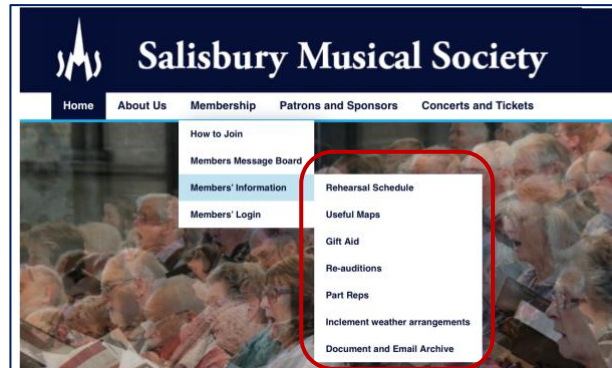 SMS
Salisbury Musical Society
Home About Us Membership Patrons and Sponsors Concerts and Tickets
How to Join
Members Message Board
Members' Information
Members' Login
Rehearsal Schedule
Useful Maps
Gift Aid
Re-auditions
Part Reps
Inclement weather arrangements
Document and Email Archive